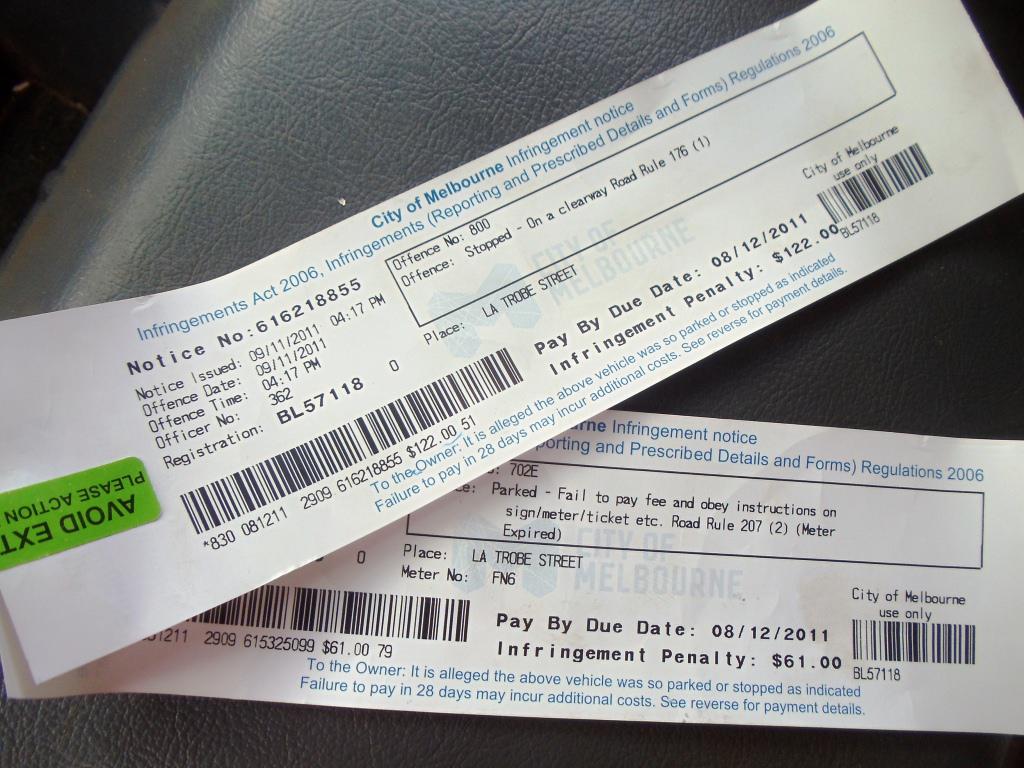 City of Melbourne Infringement notice
Infringements Act 2006, Infringements (Reporting and Prescribed Details and Forms) Regulations 2006
Notice No: 616218855
Notice Issued: 09/11/2011 04:17 PM
Offence Date: 09/11/2011
Offence Time: 04:17 PM
Officer No: 362
Registration: BL57118 0
Offence No: 800
Offence: Stopped - On a clearway Road Rule 176 (1)
CITY OF
MELBOURNE
Place: LA TROBE STREET
Pay By Due Date: 08/12/2011
Infringement Penalty: $122.00
City of Melbourne
use only
BL57118
*830 081211 2909 616218855 $122.00 51
To the Owner: It is alleged the above vehicle was so parked or stopped as indicated
Failure to pay in 28 days may incur additional costs. See reverse for payment details.
AVOID EXT
PLEASE ACTION
rne Infringement notice
orting and Prescribed Details and Forms) Regulations 2006
: 702E
ce: Parked - Fail to pay fee and obey instructions on
sign/meter/ticket etc. Road Rule 207 (2) (Meter
Expired)
CITY OF
MELBOURNE
0 Place: LA TROBE STREET
Meter No: FN6
Pay By Due Date: 08/12/2011
Infringement Penalty: $61.00
City of Melbourne
use only
BL57118
1211 2909 615325099 $61.00 79
To the Owner: It is alleged the above vehicle was so parked or stopped as indicated
Failure to pay in 28 days may incur additional costs. See reverse for payment details.